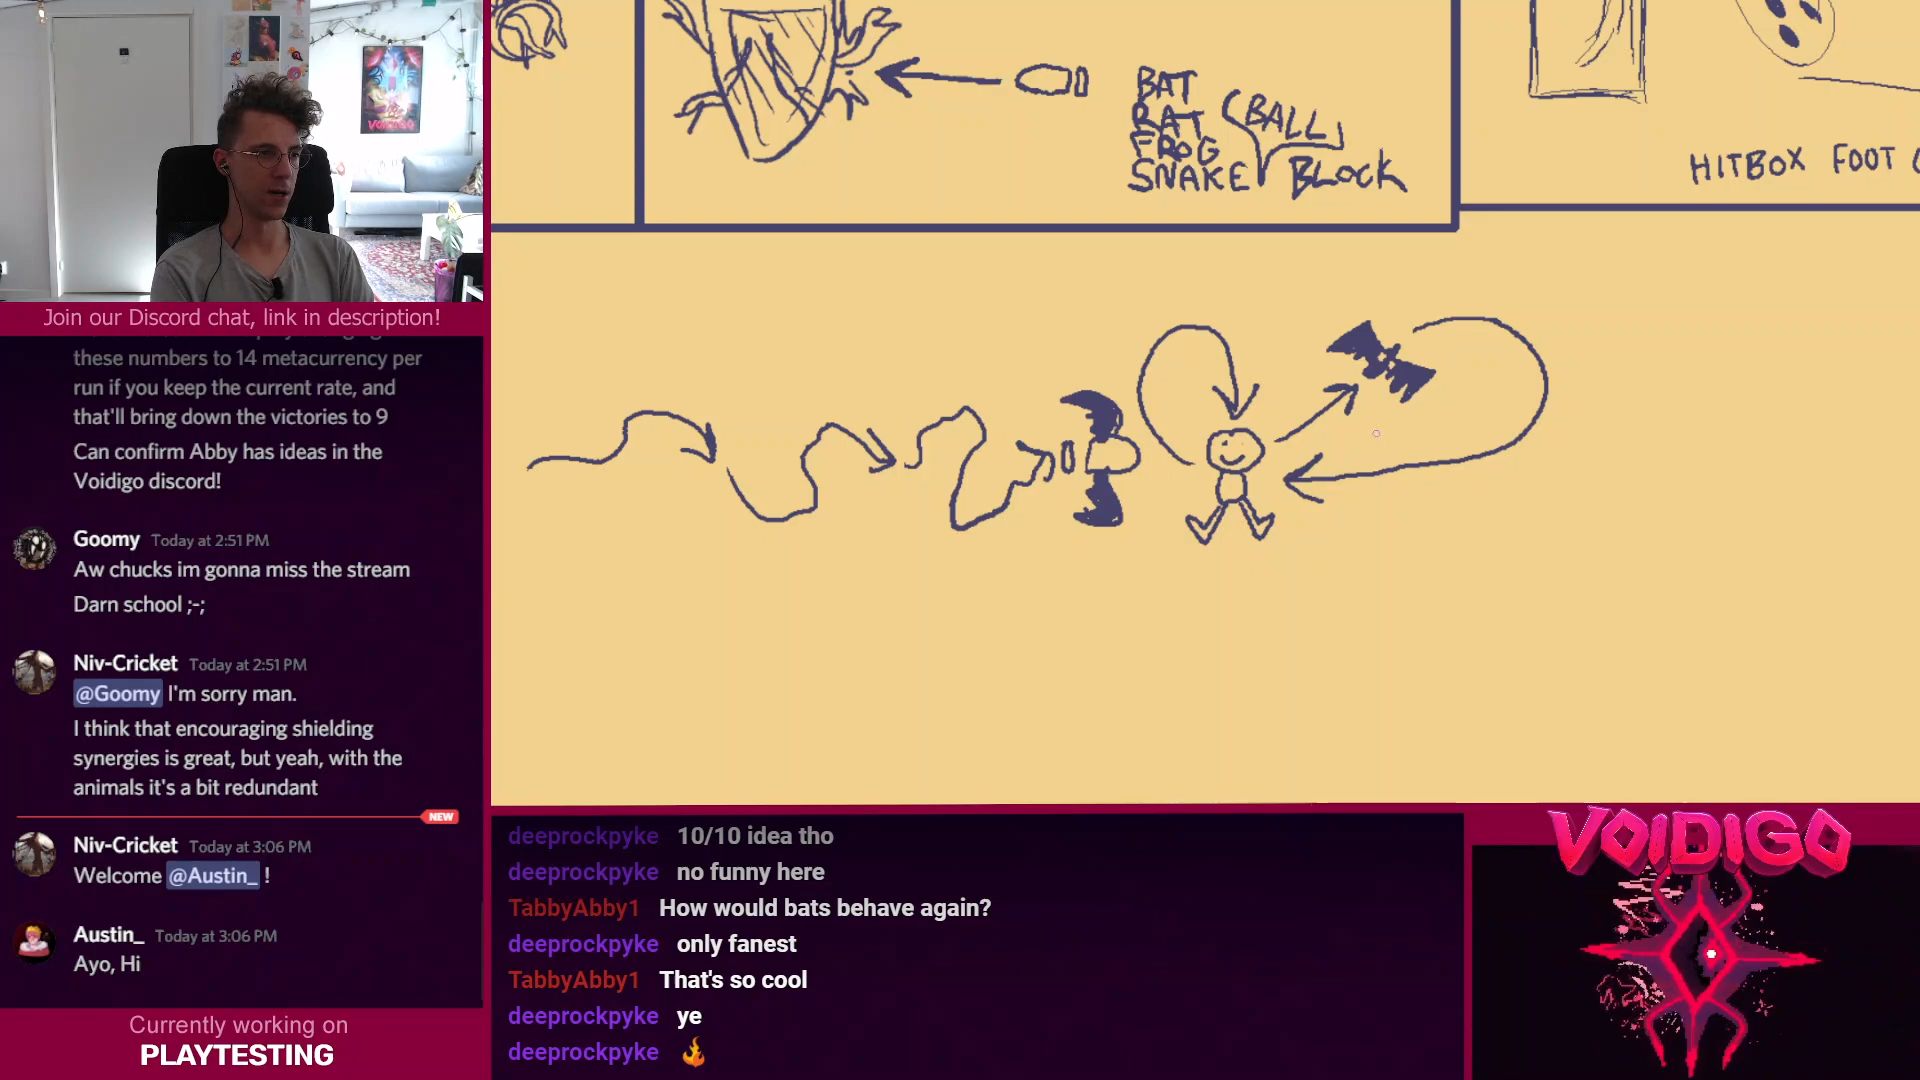 VOIDIGO
Join our Discord chat, link in description!
these numbers to 14 metacurrency per
run if you keep the current rate, and
that'll bring down the victories to 9
Can confirm Abby has ideas in the
Voidigo discord!
Goomy Today at 2:51 PM
Aw chucks im gonna miss the stream
Darn school ;-;
Niv-Cricket Today at 2:51 PM
@Goomy I'm sorry man.
I think that encouraging shielding
synergies is great, but yeah, with the
animals it's a bit redundant
NEW
Niv-Cricket Today at 3:06 PM
Welcome @Austin_ !
Austin_ Today at 3:06 PM
Ayo, Hi
Currently working on
PLAYTESTING
BAT
RAT
FROG
SNAKE
BALL
BLOCK
HITBOX FOOT
deeprockpyke 10/10 idea tho
deeprockpyke no funny here
TabbyAbby1 How would bats behave again?
deeprockpyke only fanest
TabbyAbby1 That's so cool
deeprockpyke ye
deeprockpyke 🔥
VOIDIGO